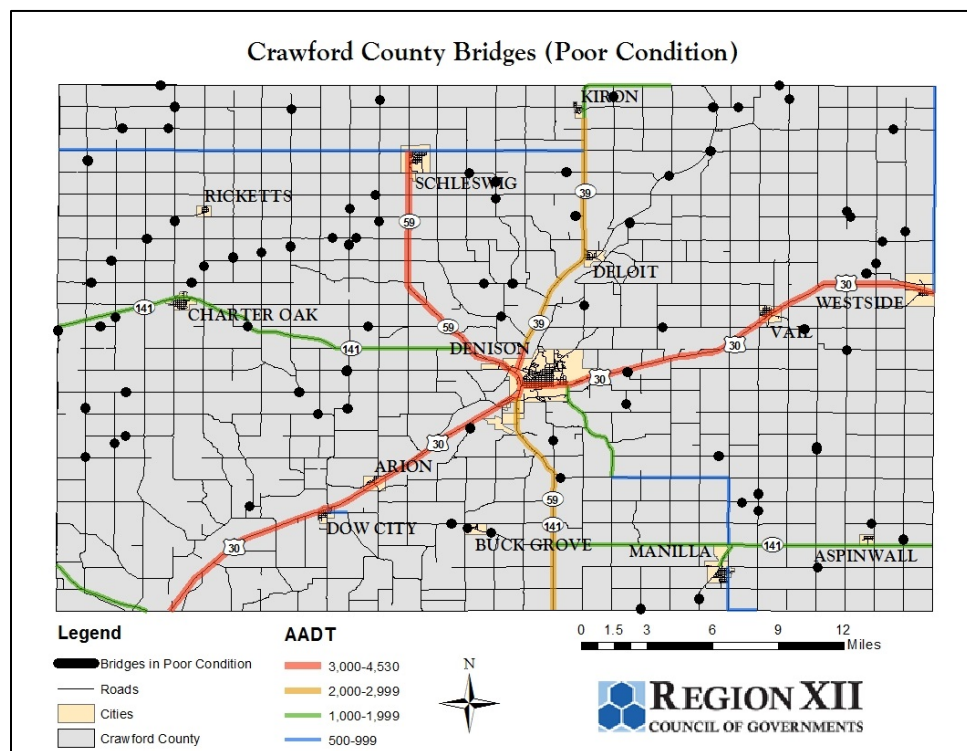 Crawford County Bridges (Poor Condition)
KIRON
SCHLESWIG
RICKETTS
39
59
DELOIT
30
WESTSIDE
141
CHARTER OAK
59
39
VAIL
141
DENISON
30
30
30
ARION
59
DOW CITY
141
BUCK GROVE
MANILLA
141
ASPINWALL
30
Legend
Bridges in Poor Condition
Roads
Cities
Crawford County
AADT
3,000-4,530
2,000-2,999
1,000-1,999
500-999
N
0 1.5 3 6 9 12
Miles
REGION XII
COUNCIL OF GOVERNMENTS